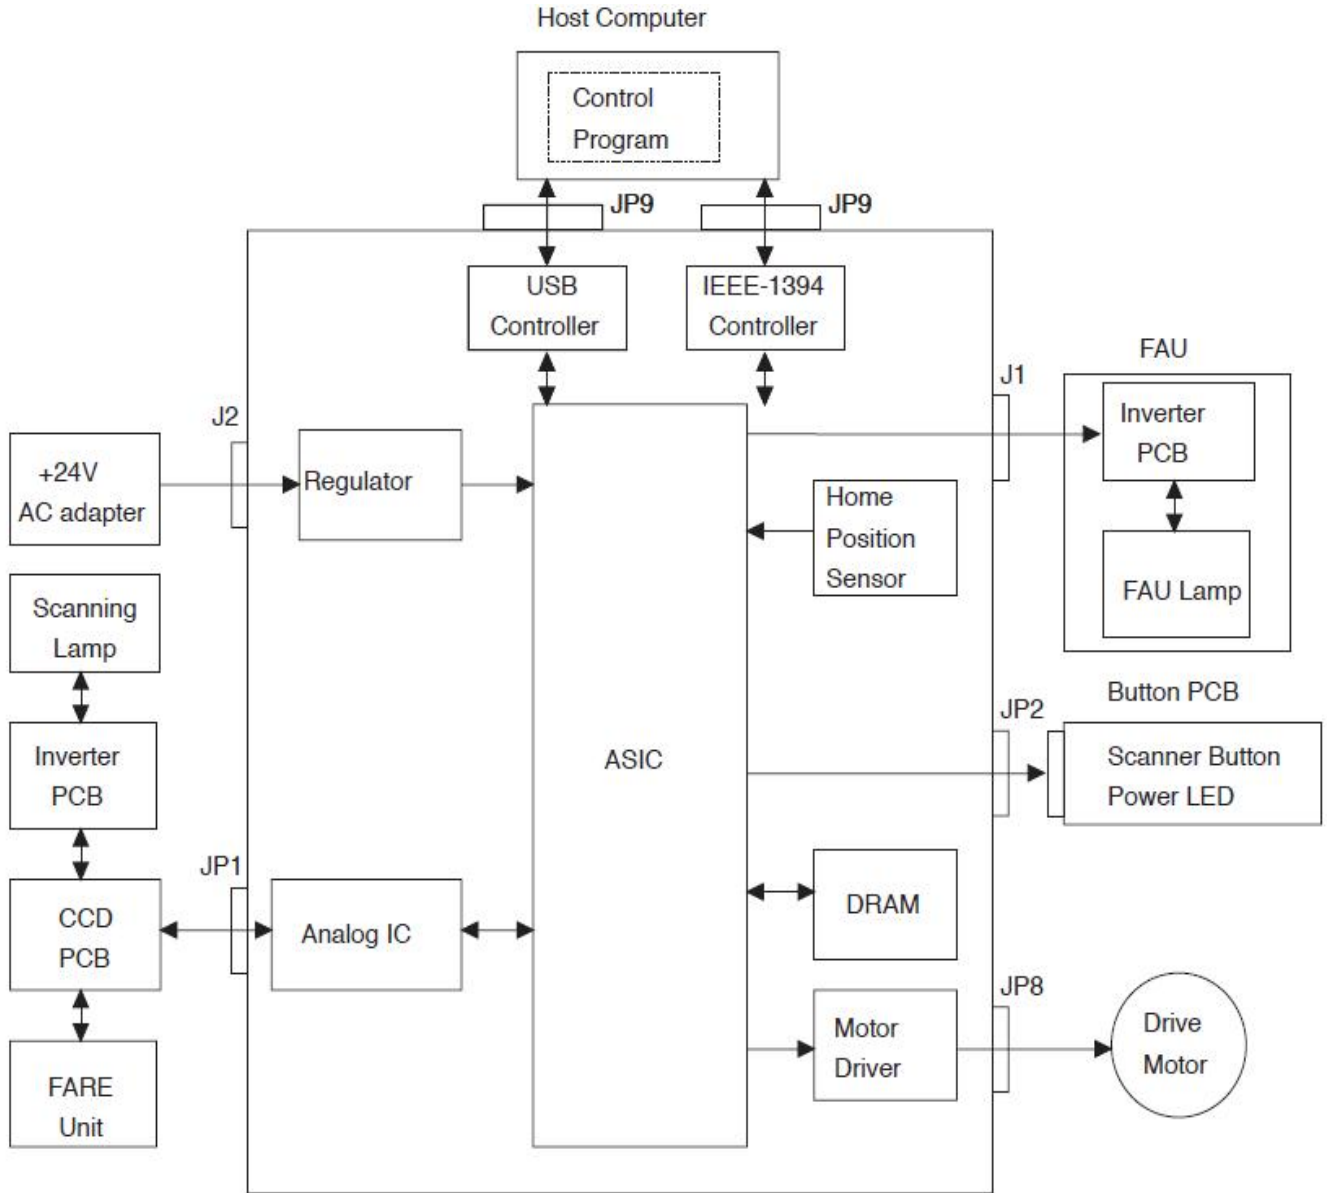 Host Computer
Control
Program
JP9
JP9
USB
Controller
IEEE-1394
Controller
FAU
J1
J2
Inverter
PCB
+24V
AC adapter
Regulator
Home
Position
Sensor
FAU Lamp
Scanning
Lamp
Button PCB
JP2
Inverter
PCB
ASIC
Scanner Button
Power LED
JP1
CCD
PCB
Analog IC
DRAM
JP8
Motor
Driver
Drive
Motor
FARE
Unit